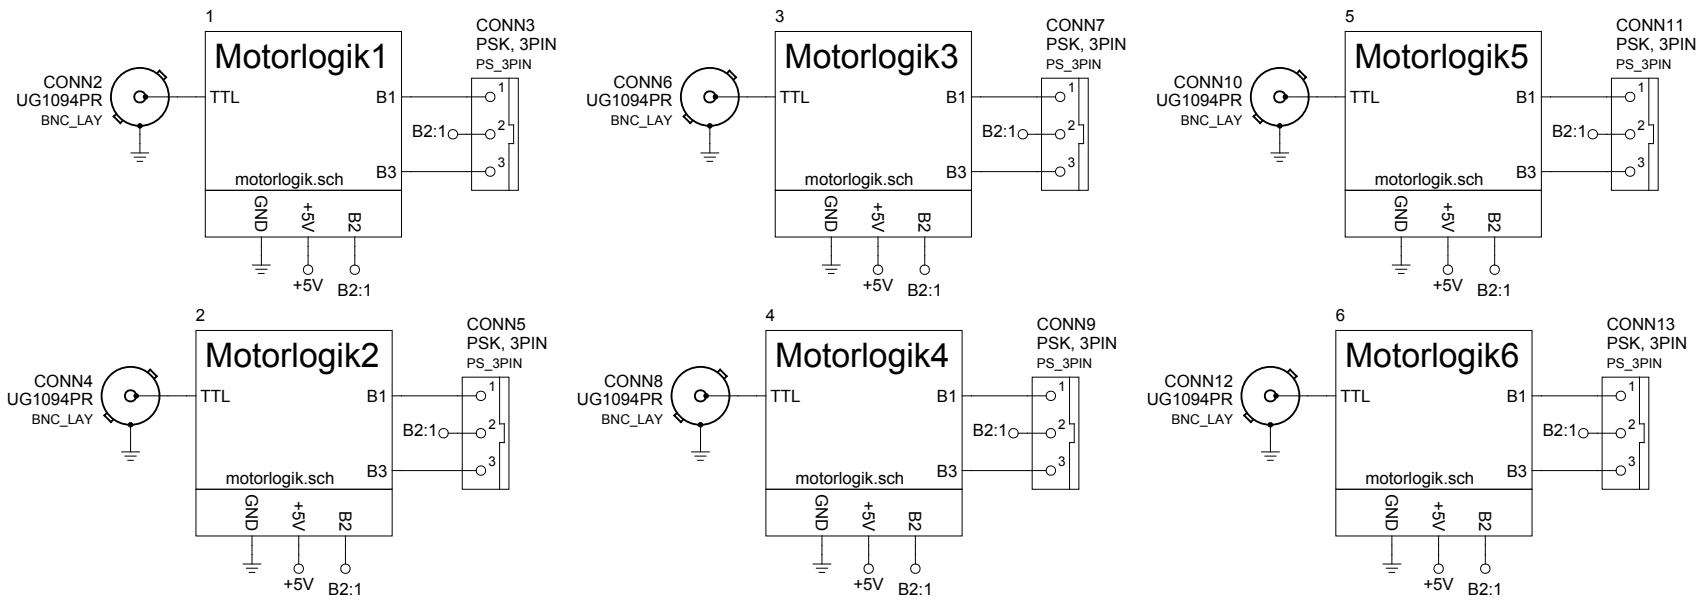 1
Motorlogik1
CONN2
UG1094PR
BNC_LAY
TTL
B1
B3
motorlogik.sch
GND
+5V
B2
+5V
B2:1
CONN3
PSK, 3PIN
PS_3PIN
1
B2:1
2
3
3
Motorlogik3
CONN6
UG1094PR
BNC_LAY
TTL
B1
B3
motorlogik.sch
GND
+5V
B2
+5V
B2:1
CONN7
PSK, 3PIN
PS_3PIN
1
B2:1
2
3
5
Motorlogik5
CONN10
UG1094PR
BNC_LAY
TTL
B1
B3
motorlogik.sch
GND
+5V
B2
+5V
B2:1
CONN11
PSK, 3PIN
PS_3PIN
1
B2:1
2
3
2
Motorlogik2
CONN4
UG1094PR
BNC_LAY
TTL
B1
B3
motorlogik.sch
GND
+5V
B2
+5V
B2:1
CONN5
PSK, 3PIN
PS_3PIN
1
B2:1
2
3
4
Motorlogik4
CONN8
UG1094PR
BNC_LAY
TTL
B1
B3
motorlogik.sch
GND
+5V
B2
+5V
B2:1
CONN9
PSK, 3PIN
PS_3PIN
1
B2:1
2
3
6
Motorlogik6
CONN12
UG1094PR
BNC_LAY
TTL
B1
B3
motorlogik.sch
GND
+5V
B2
+5V
B2:1
CONN13
PSK, 3PIN
PS_3PIN
1
B2:1
2
3